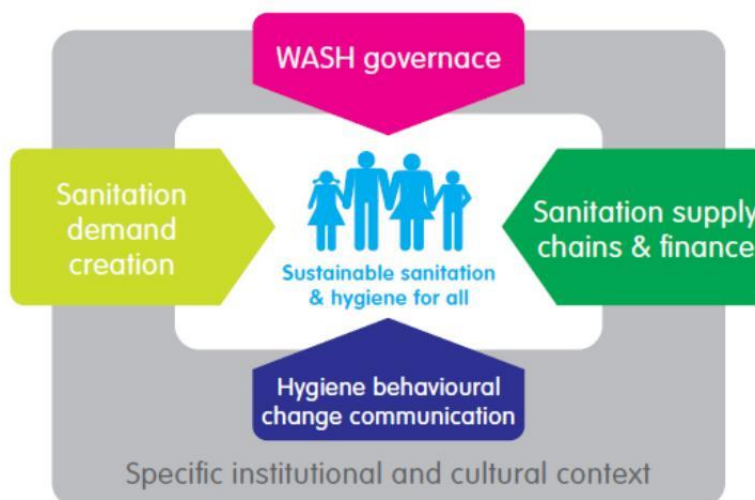 WASH governace
Sanitation
demand
creation
Sanitation supply
chains & finance
Sustainable sanitation
& hygiene for all
Hygiene behavioural
change communication
Specific institutional and cultural context